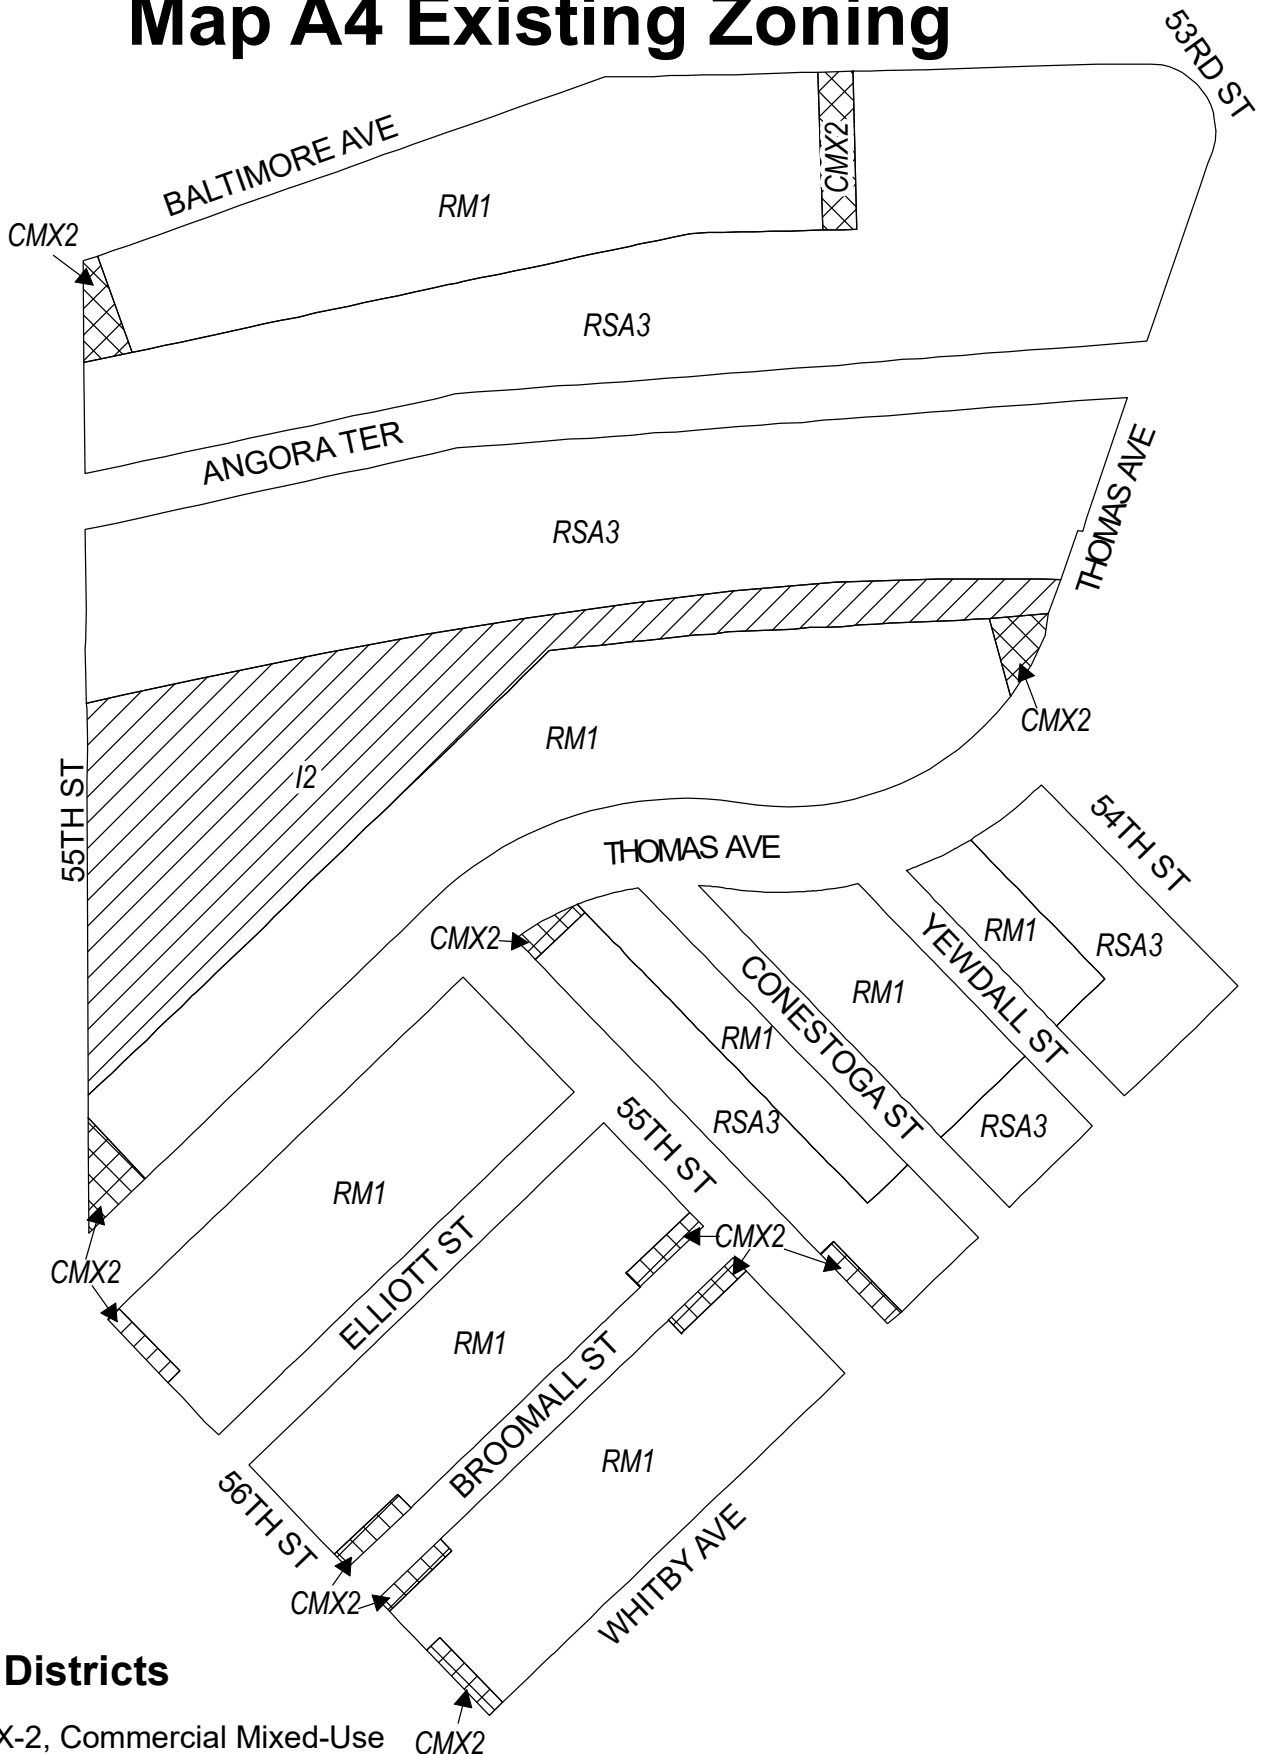 Map A4 Existing Zoning
53RD ST
BALTIMORE AVE
CMX2
RM1
CMX2
RSA3
ANGORA TER
THOMAS AVE
RSA3
CMX2
RM1
I2
55TH ST
THOMAS AVE
54TH ST
CMX2
YEWDALL ST
RM1
RSA3
CONESTOGA ST
RM1
RM1
55TH ST
RSA3
RSA3
RM1
CMX2
CMX2
ELLIOTT ST
RM1
BROOMALL ST
RM1
56TH ST
WHITBY AVE
CMX2
Districts
X-2, Commercial Mixed-Use
CMX2